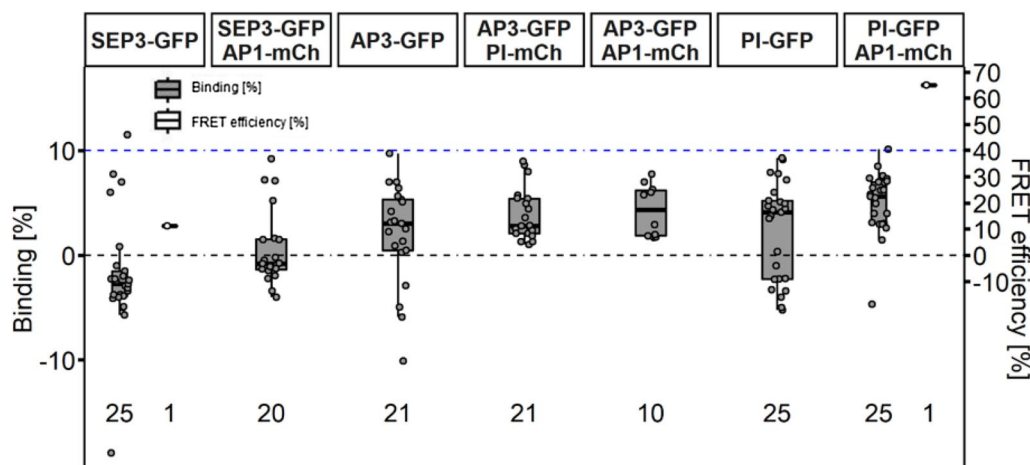 SEP3-GFP
SEP3-GFP
AP1-mCh
AP3-GFP
AP3-GFP
PI-mCh
AP3-GFP
AP1-mCh
PI-GFP
PI-GFP
AP1-mCh
Binding [%]
FRET efficiency [%]
Binding [%]
10
0
-10
70
60
50
40
30
20
10
0
-10
FRET efficiency [%]
25 1 20 21 21 10 25 25 1